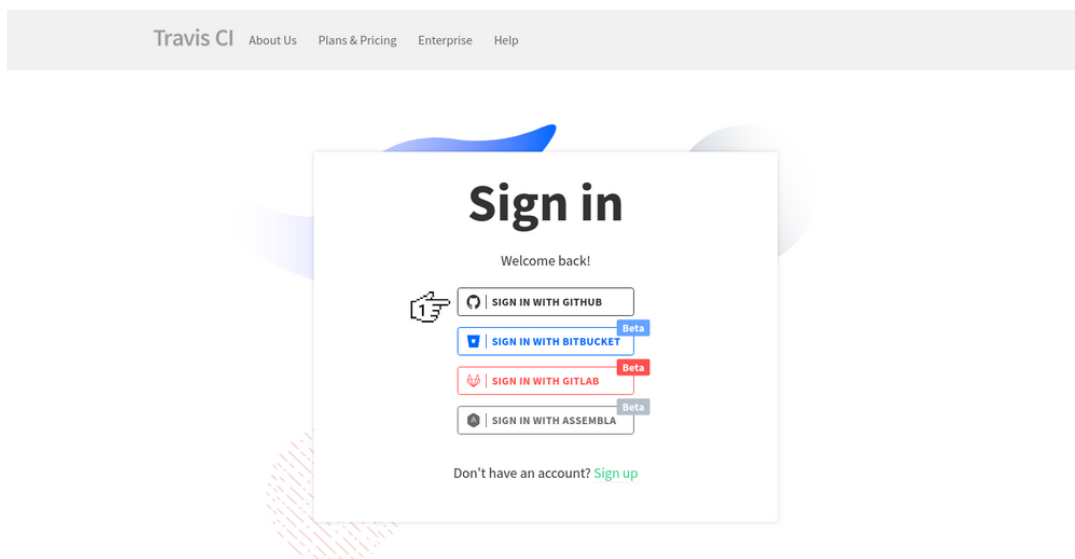 Travis CI About Us Plans & Pricing Enterprise Help
Sign in
Welcome back!
1 SIGN IN WITH GITHUB
Beta
SIGN IN WITH BITBUCKET
Beta
SIGN IN WITH GITLAB
Beta
SIGN IN WITH ASSEMBLA
Don't have an account? Sign up